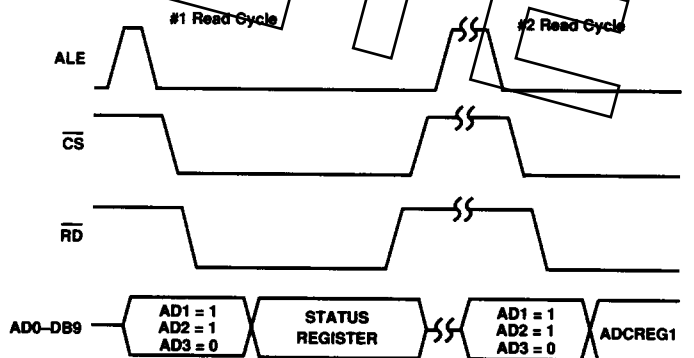 #1 Read Cycle
#2 Read Cycle
ALE
CS
RD
AD0–DB9
AD1 = 1
AD2 = 1
AD3 = 0
STATUS
REGISTER
AD1 = 1
AD2 = 1
AD3 = 0
ADCREG1